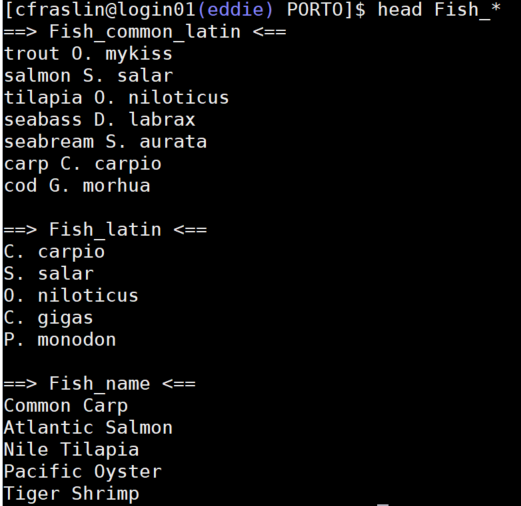 [cfraslin@login01(eddie) PORTO]$ head Fish_*
==> Fish_common_latin <==
trout O. mykiss
salmon S. salar
tilapia O. niloticus
seabass D. labrax
seabream S. aurata
carp C. carpio
cod G. morhua

==> Fish_latin <==
C. carpio
S. salar
O. niloticus
C. gigas
P. monodon

==> Fish_name <==
Common Carp
Atlantic Salmon
Nile Tilapia
Pacific Oyster
Tiger Shrimp